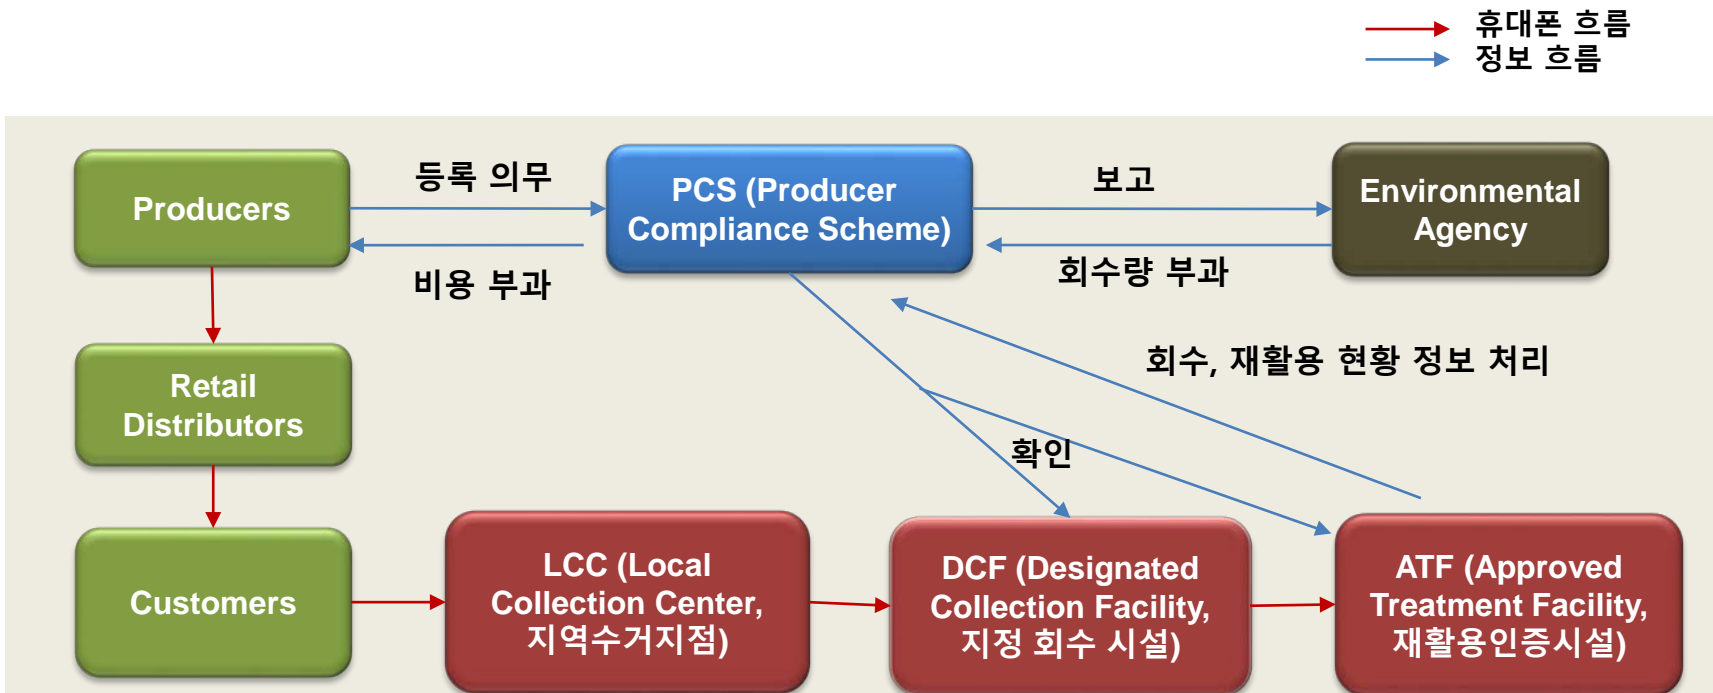 휴대폰 흐름
정보 흐름
Producers
등록 의무
비용 부과
PCS (Producer
Compliance Scheme)
보고
회수량 부과
Environmental
Agency
Retail
Distributors
회수, 재활용 현황 정보 처리
확인
Customers
LCC (Local
Collection Center,
지역수거지점)
DCF (Designated
Collection Facility,
지정 회수 시설)
ATF (Approved
Treatment Facility,
재활용인증시설)